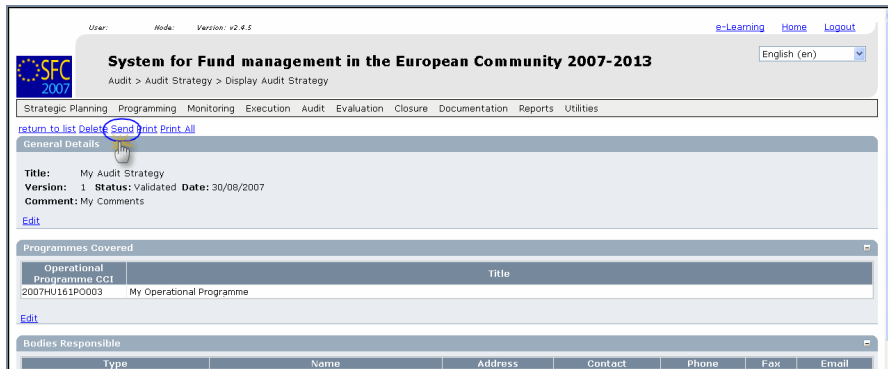 User: Node: Version: v2.4.5 e-Learning Home Logout
SFC 2007
System for Fund management in the European Community 2007-2013
English (en)
Audit > Audit Strategy > Display Audit Strategy
Strategic Planning Programming Monitoring Execution Audit Evaluation Closure Documentation Reports Utilities
return to list Delete Send Print Print All
General Details
Title: My Audit Strategy
Version: 1 Status: Validated Date: 30/08/2007
Comment: My Comments
Edit
Programmes Covered
Operational Programme CCI Title
2007HU161PO003 My Operational Programme
Edit
Bodies Responsible
Type Name Address Contact Phone Fax Email